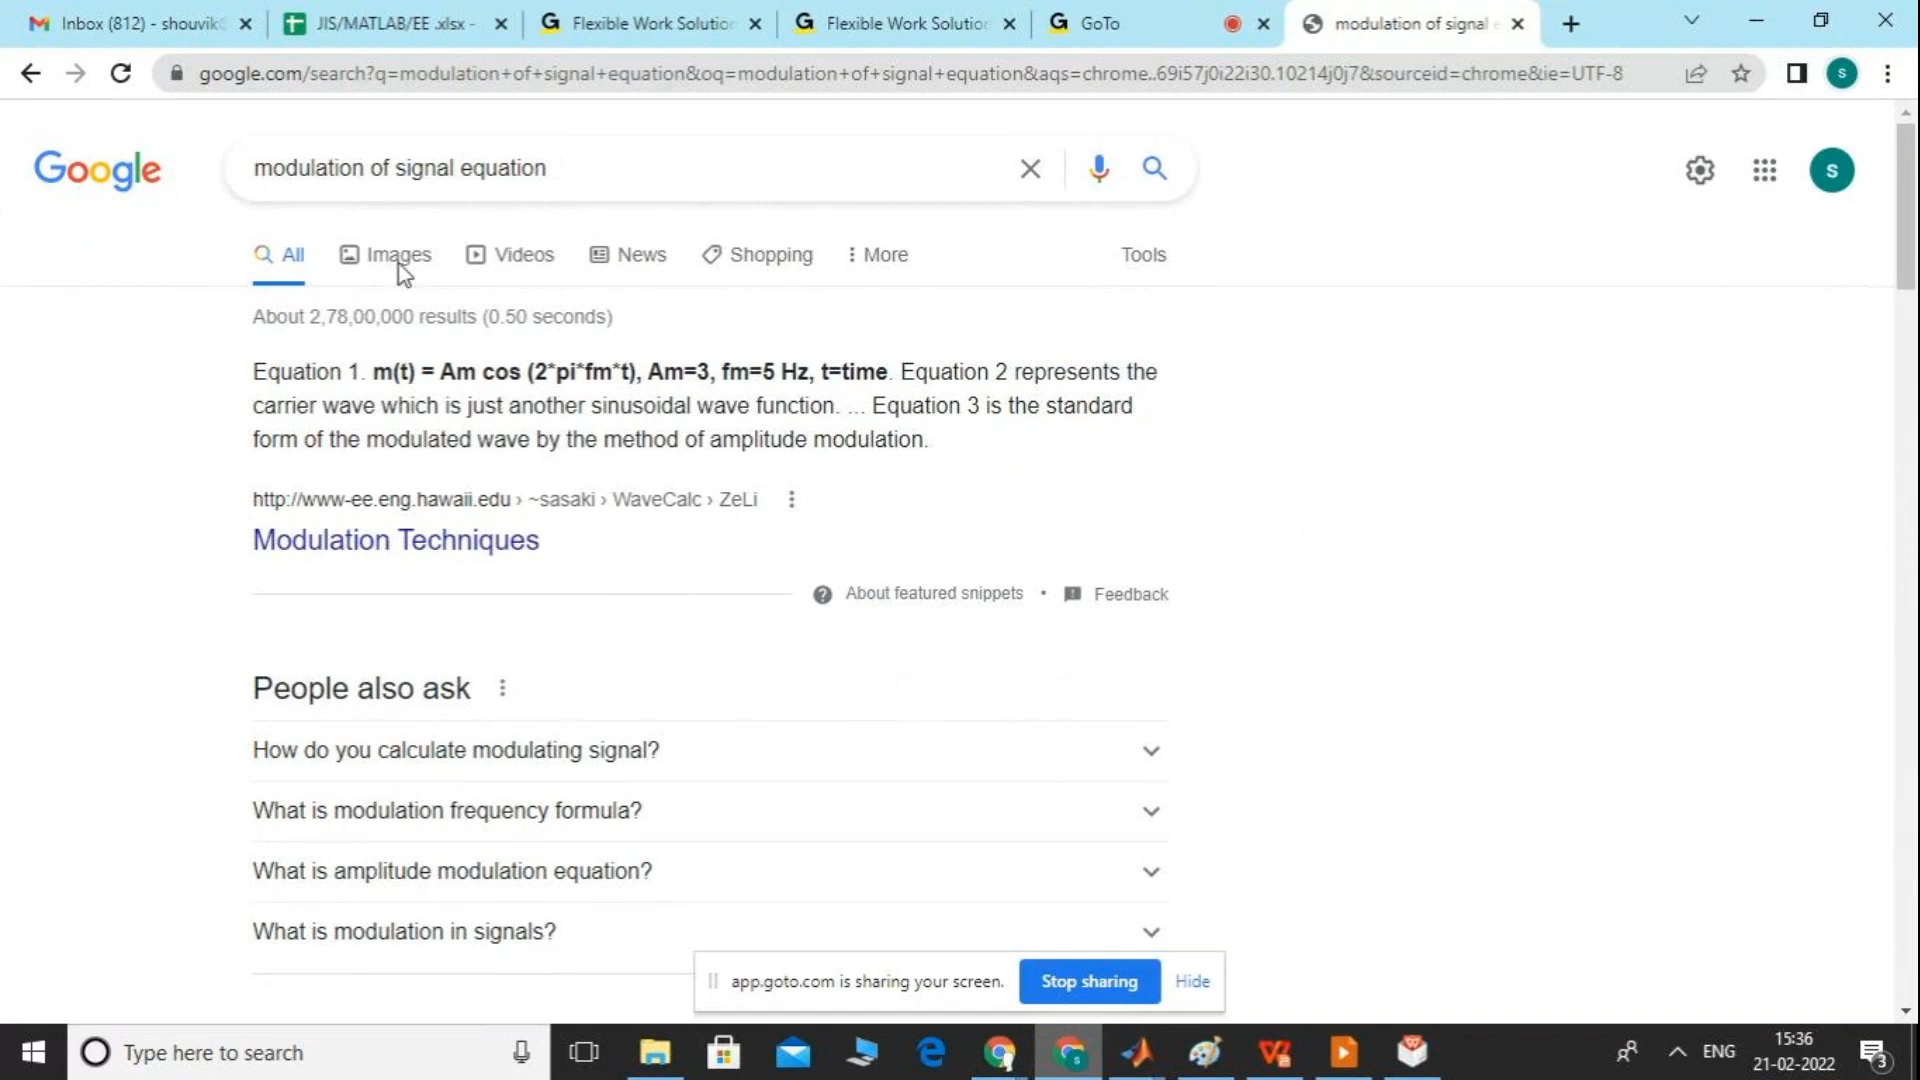 Inbox (812) - shouvik
JIS/MATLAB/EE .xlsx -
Flexible Work Solution
Flexible Work Solution
GoTo
modulation of signal e
google.com/search?q=modulation+of+signal+equation&oq=modulation+of+signal+equation&aqs=chrome..69i57j0i22i30.10214j0j7&sourceid=chrome&ie=UTF-8
S
Google
modulation of signal equation
S
All
Images
Videos
News
Shopping
More
Tools
About 2,78,00,000 results (0.50 seconds)
Equation 1. m(t) = Am cos (2*pi*fm*t), Am=3, fm=5 Hz, t=time. Equation 2 represents the
carrier wave which is just another sinusoidal wave function. ... Equation 3 is the standard
form of the modulated wave by the method of amplitude modulation.
http://www-ee.eng.hawaii.edu › ~sasaki › WaveCalc › ZeLi
Modulation Techniques
About featured snippets • Feedback
People also ask
How do you calculate modulating signal?
What is modulation frequency formula?
What is amplitude modulation equation?
What is modulation in signals?
app.goto.com is sharing your screen.
Stop sharing
Hide
Type here to search
ENG
15:36
21-02-2022
3